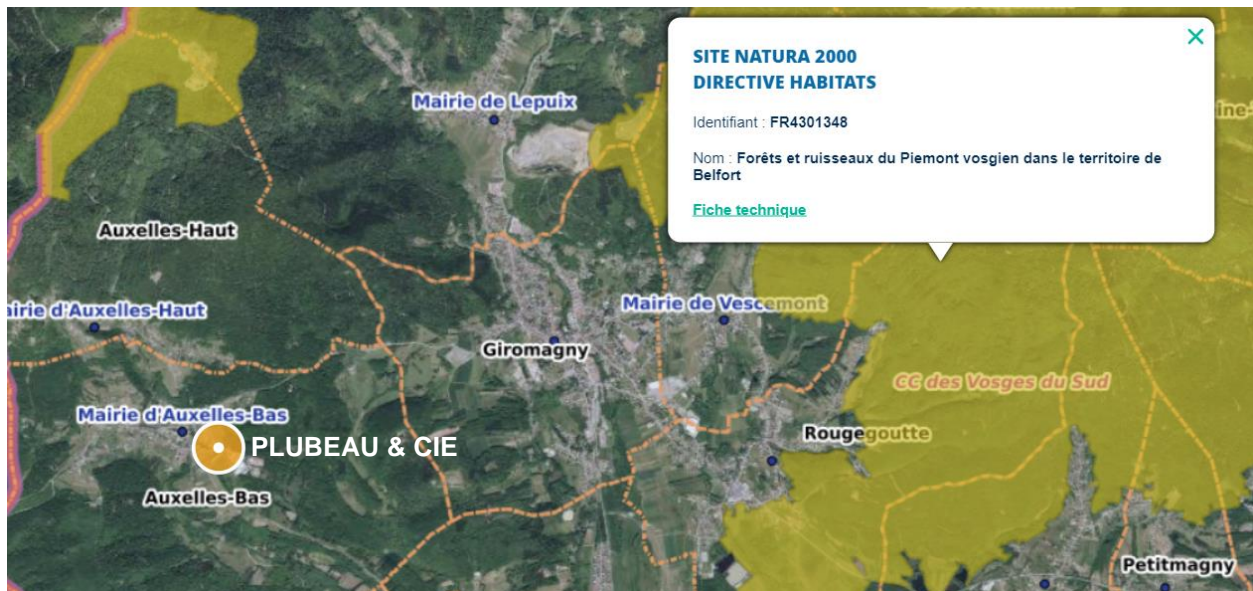 SITE NATURA 2000
DIRECTIVE HABITATS
Identifiant : FR4301348
Nom : Forêts et ruisseaux du Piemont vosgien dans le territoire de
Belfort
Fiche technique
Mairie de Lepuix
ine-
Auxelles-Haut
airie d'Auxelles-Haut
Mairie de Vescemont
Giromagny
CC des Vosges du Sud
Mairie d'Auxelles-Bas
Rougegoutte
PLUBEAU & CIE
Auxelles-Bas
Petitmagny